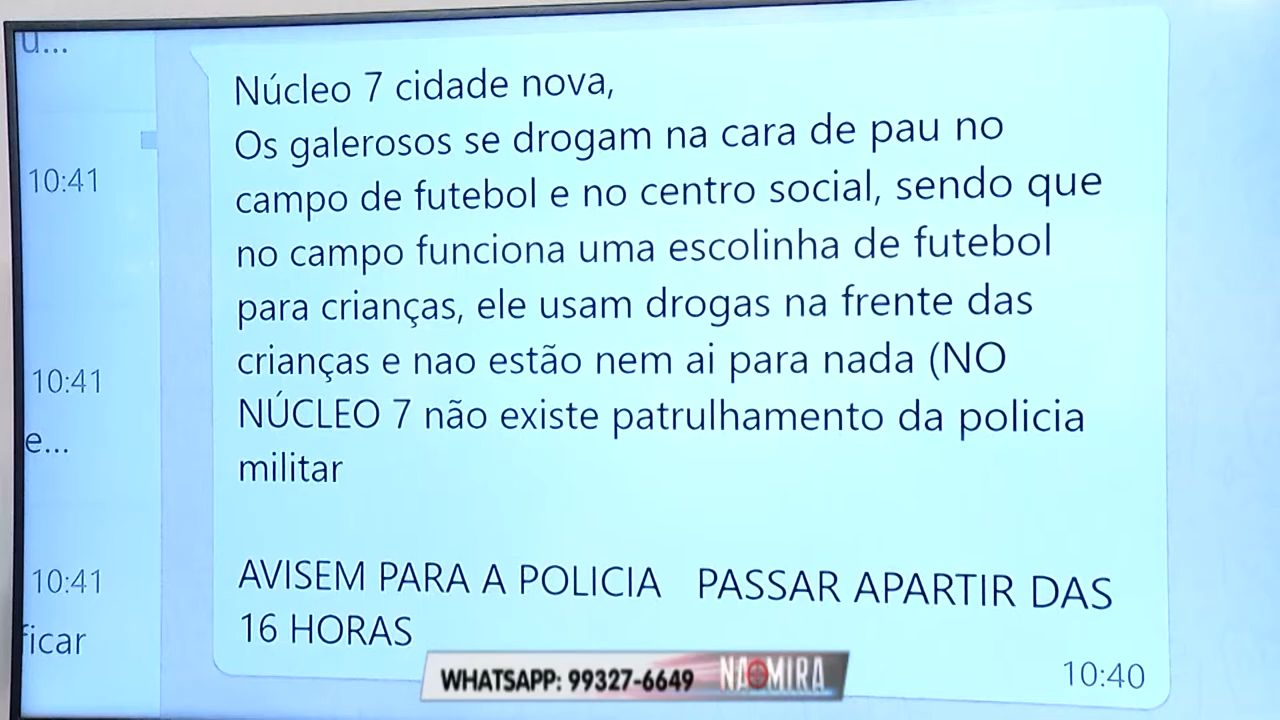 u...
10:41
10:41
e...
10:41
ficar
Núcleo 7 cidade nova,
Os galerosos se drogam na cara de pau no
campo de futebol e no centro social, sendo que
no campo funciona uma escolinha de futebol
para crianças, ele usam drogas na frente das
crianças e nao estão nem ai para nada (NO
NÚCLEO 7 não existe patrulhamento da policia
militar
AVISEM PARA A POLICIA PASSAR APARTIR DAS
16 HORAS
10:40
WHATSAPP: 99327-6649 NA MIRA